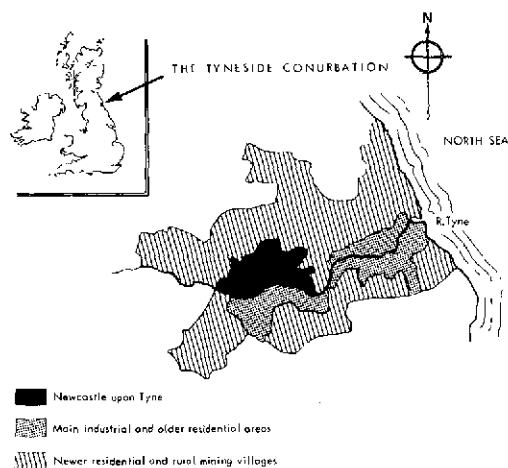 N
THE TYNESIDE CONURBATION
NORTH SEA
R. Tyne
Newcastle upon Tyne
Main industrial and older residential areas
Newer residential and rural mining villages